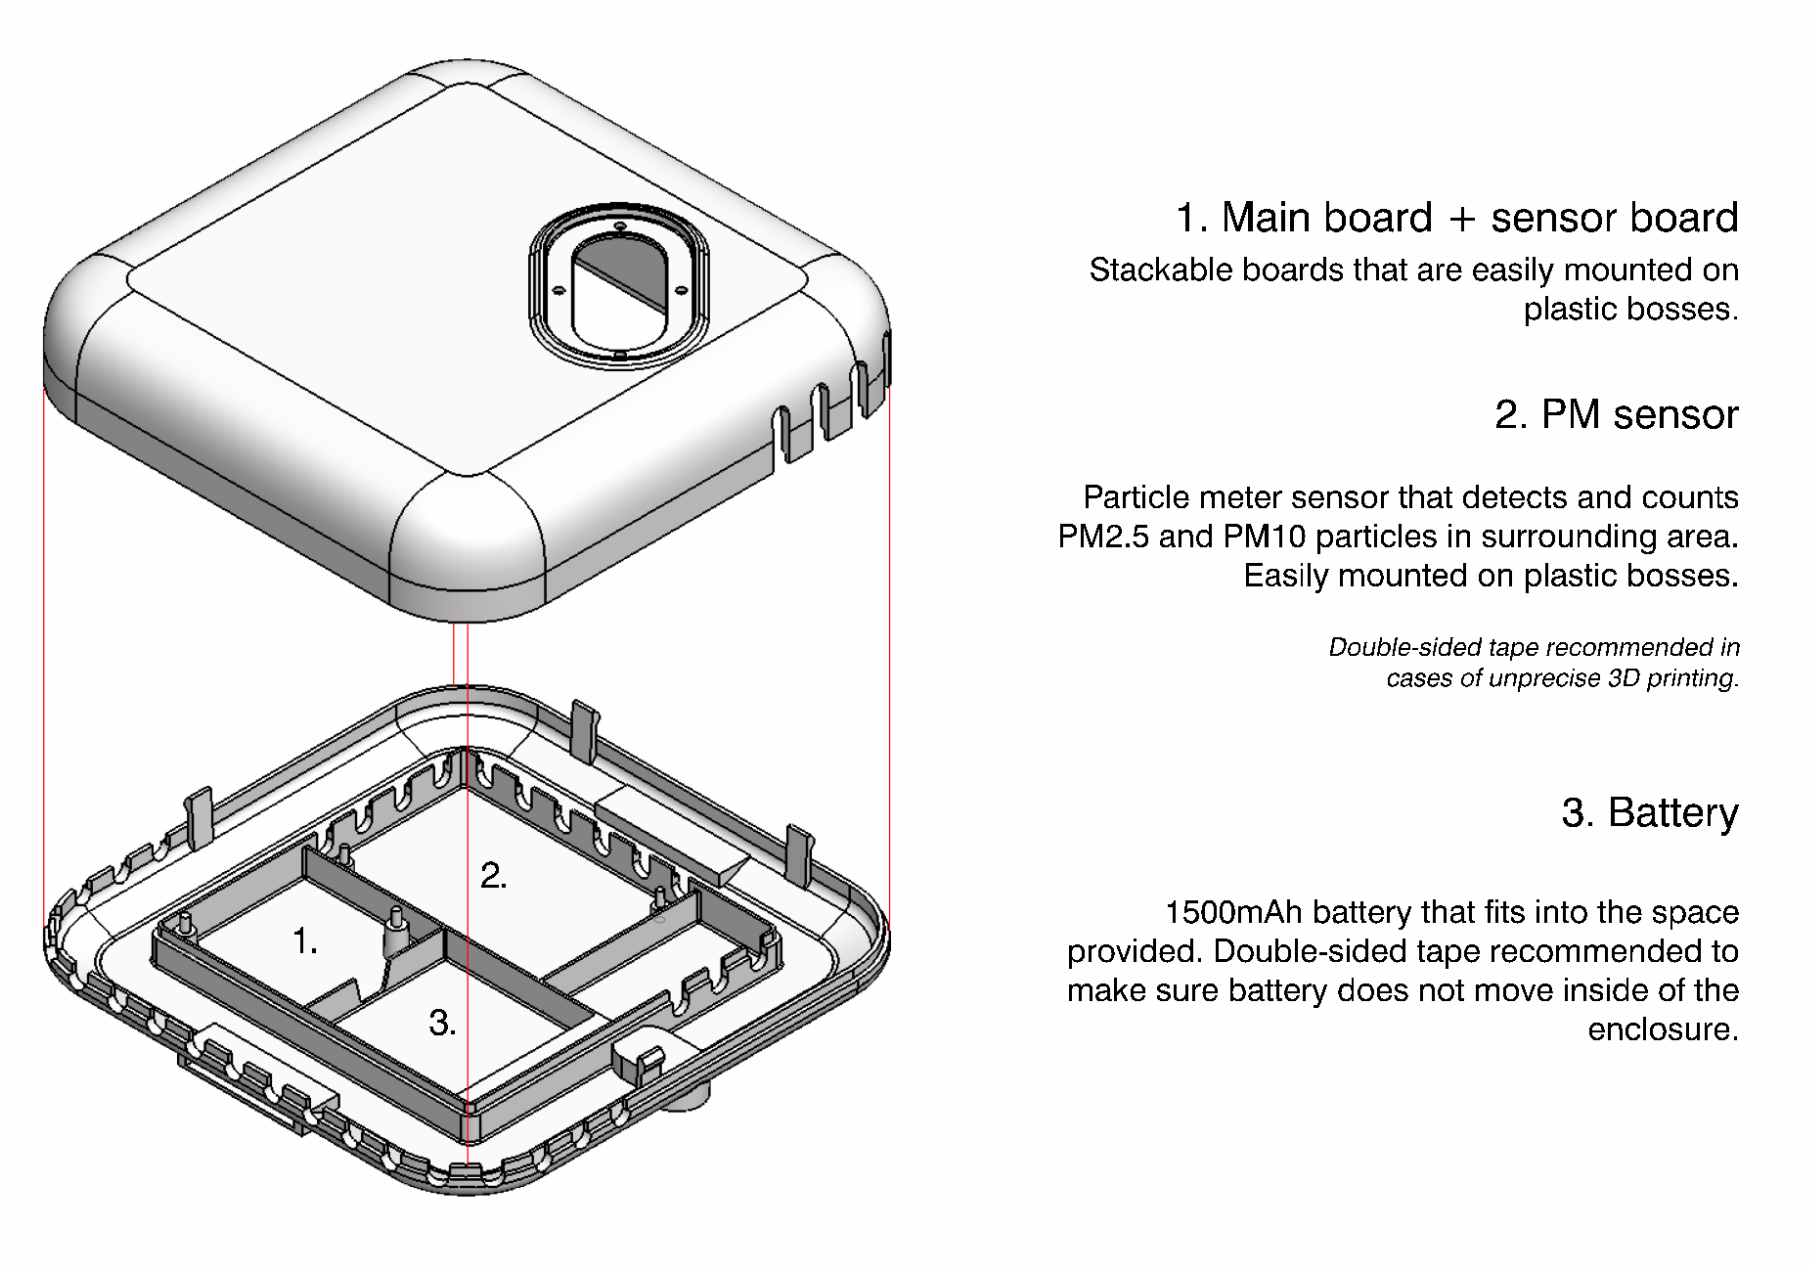 1. Main board + sensor board
Stackable boards that are easily mounted on
plastic bosses.
2. PM sensor
Particle meter sensor that detects and counts
PM2.5 and PM10 particles in surrounding area.
Easily mounted on plastic bosses.
Double-sided tape recommended in
cases of unprecise 3D printing.
3. Battery
1500mAh battery that fits into the space
provided. Double-sided tape recommended to
make sure battery does not move inside of the
enclosure.
2.
1.
3.